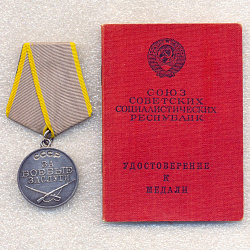 СССР
ЗА
БОЕВЫЕ
ЗАСЛУГИ
СОЮЗ
СОВЕТСКИХ
СОЦИАЛИСТИЧЕСКИХ
РЕСПУБЛИК
УДОСТОВЕРЕНИЕ
К
МЕДАЛИ